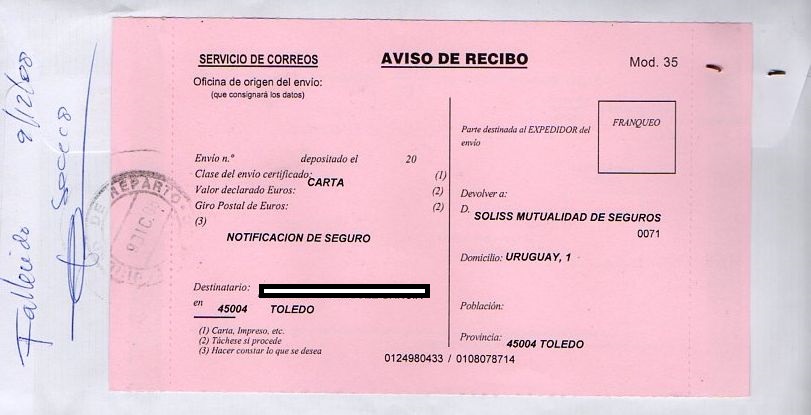 SERVICIO DE CORREOS
AVISO DE RECIBO
Mod. 35
Oficina de origen del envío:
(que consignará los datos)
Parte destinada al EXPEDIDOR del
envío
FRANQUEO
Envío n.º depositado el 20
Clase del envío certificado: CARTA (1)
Valor declarado Euros: (2)
Giro Postal de Euros: (2)
(3)
NOTIFICACION DE SEGURO
Devolver a:
D. SOLISS MUTUALIDAD DE SEGUROS
0071
Domicilio: URUGUAY, 1
Destinatario:
en 45004 TOLEDO
Población:
Provincia: 45004 TOLEDO
(1) Carta, Impreso, etc.
(2) Táchese si procede
(3) Hacer constar lo que se desea
0124980433 / 0108078714
Fallecido 9/12/08
REPARTO